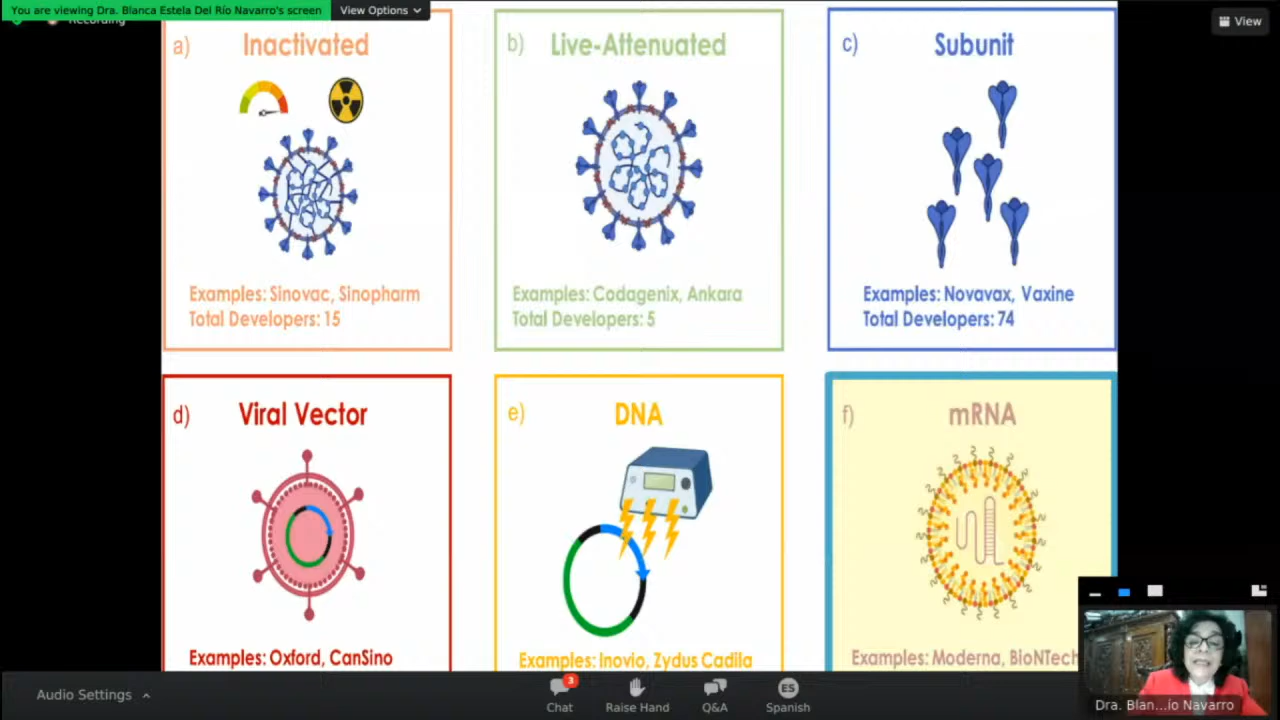 You are viewing Dra. Blanca Estela Del Río Navarro's screen
View Options
Recording
View
a) Inactivated
Examples: Sinovac, Sinopharm
Total Developers: 15
b) Live-Attenuated
Examples: Codagenix, Ankara
Total Developers: 5
c) Subunit
Examples: Novavax, Vaxine
Total Developers: 74
d) Viral Vector
Examples: Oxford, CanSino
e) DNA
Examples: Inovio, Zydus Cadila
f) mRNA
Examples: Moderna, BioNTech
Dra. Blan...ío Navarro
Audio Settings
3
Chat
Raise Hand
Q&A
ES
Spanish